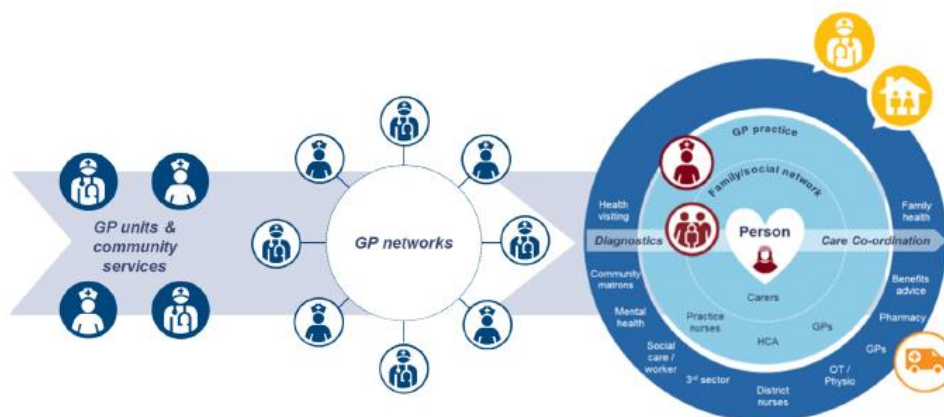 GP units &
community
services
GP networks
GP practice
Family/social network
Health
visiting
Family
health
Diagnostics
Person
Care Co-ordination
Community
matrons
Benefits
advice
Carers
Mental
health
Practice
nurses
GPs
Pharmacy
HCA
Social
care /
worker
GPs
3rd sector
OT /
Physio
District
nurses